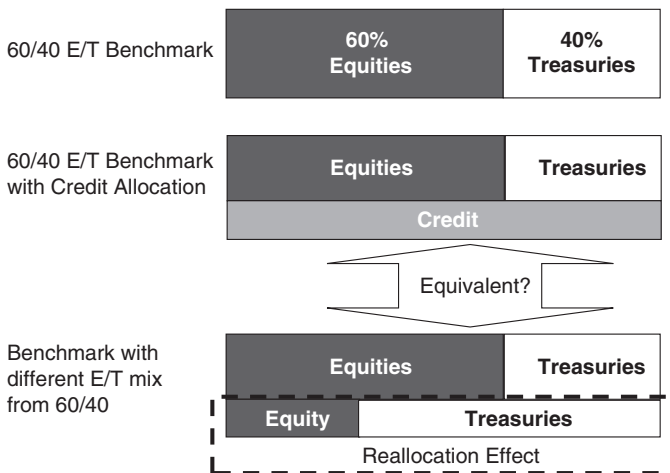 60/40 E/T Benchmark
60%
Equities
40%
Treasuries
60/40 E/T Benchmark
with Credit Allocation
Equities
Treasuries
Credit
Equivalent?
Benchmark with
different E/T mix
from 60/40
Equities
Treasuries
Equity
Treasuries
Reallocation Effect